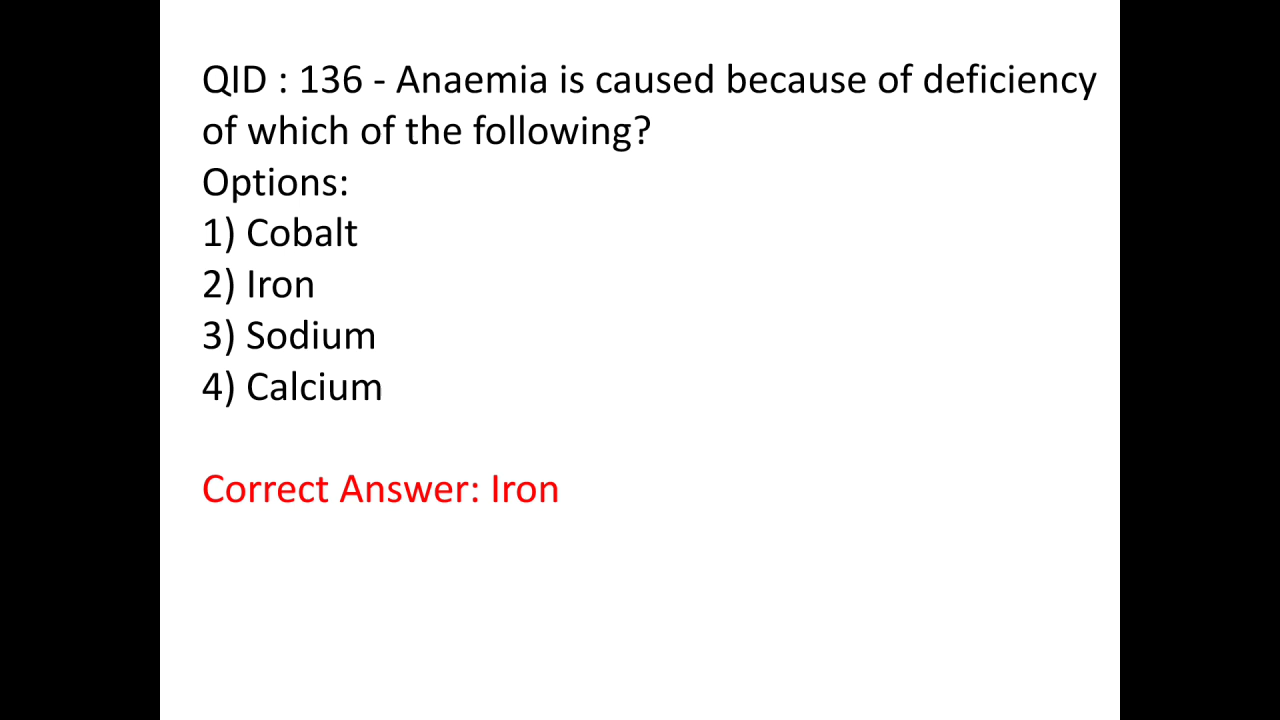 QID : 136 - Anaemia is caused because of deficiency
of which of the following?
Options:
1) Cobalt
2) Iron
3) Sodium
4) Calcium
Correct Answer: Iron